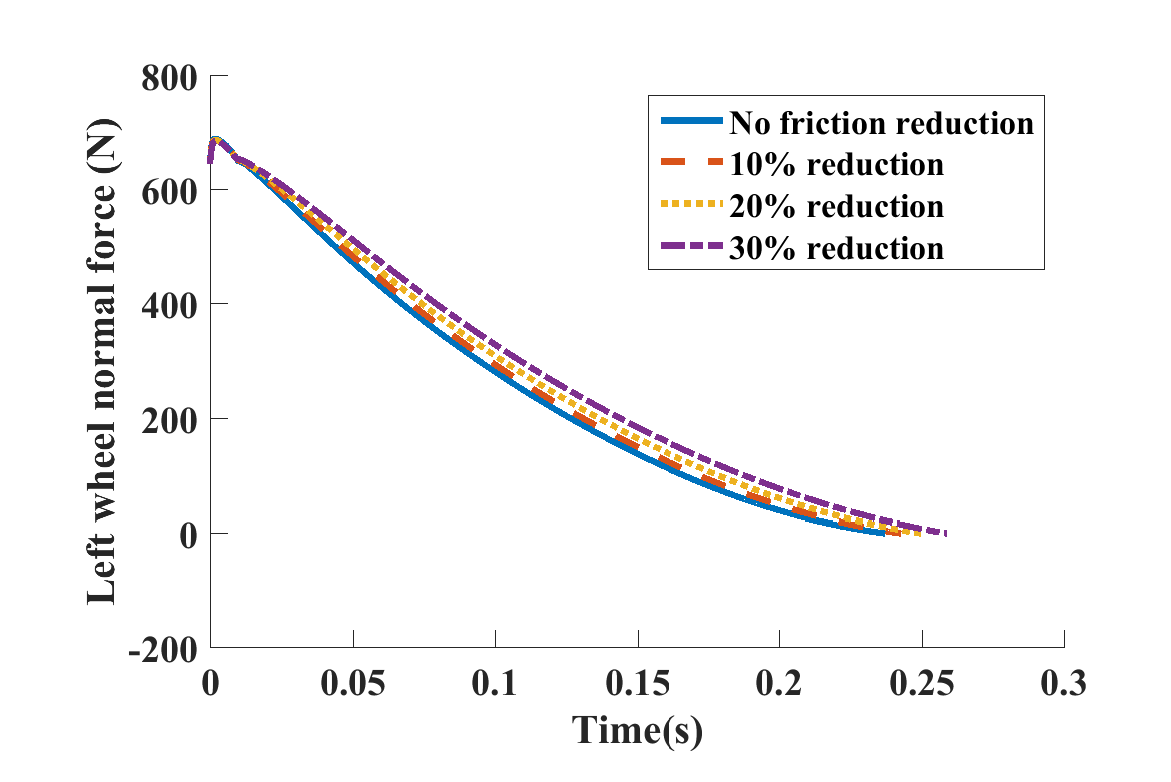 800
600
400
200
0
-200
Left wheel normal force (N)
No friction reduction
10% reduction
20% reduction
30% reduction
0 0.05 0.1 0.15 0.2 0.25 0.3
Time(s)